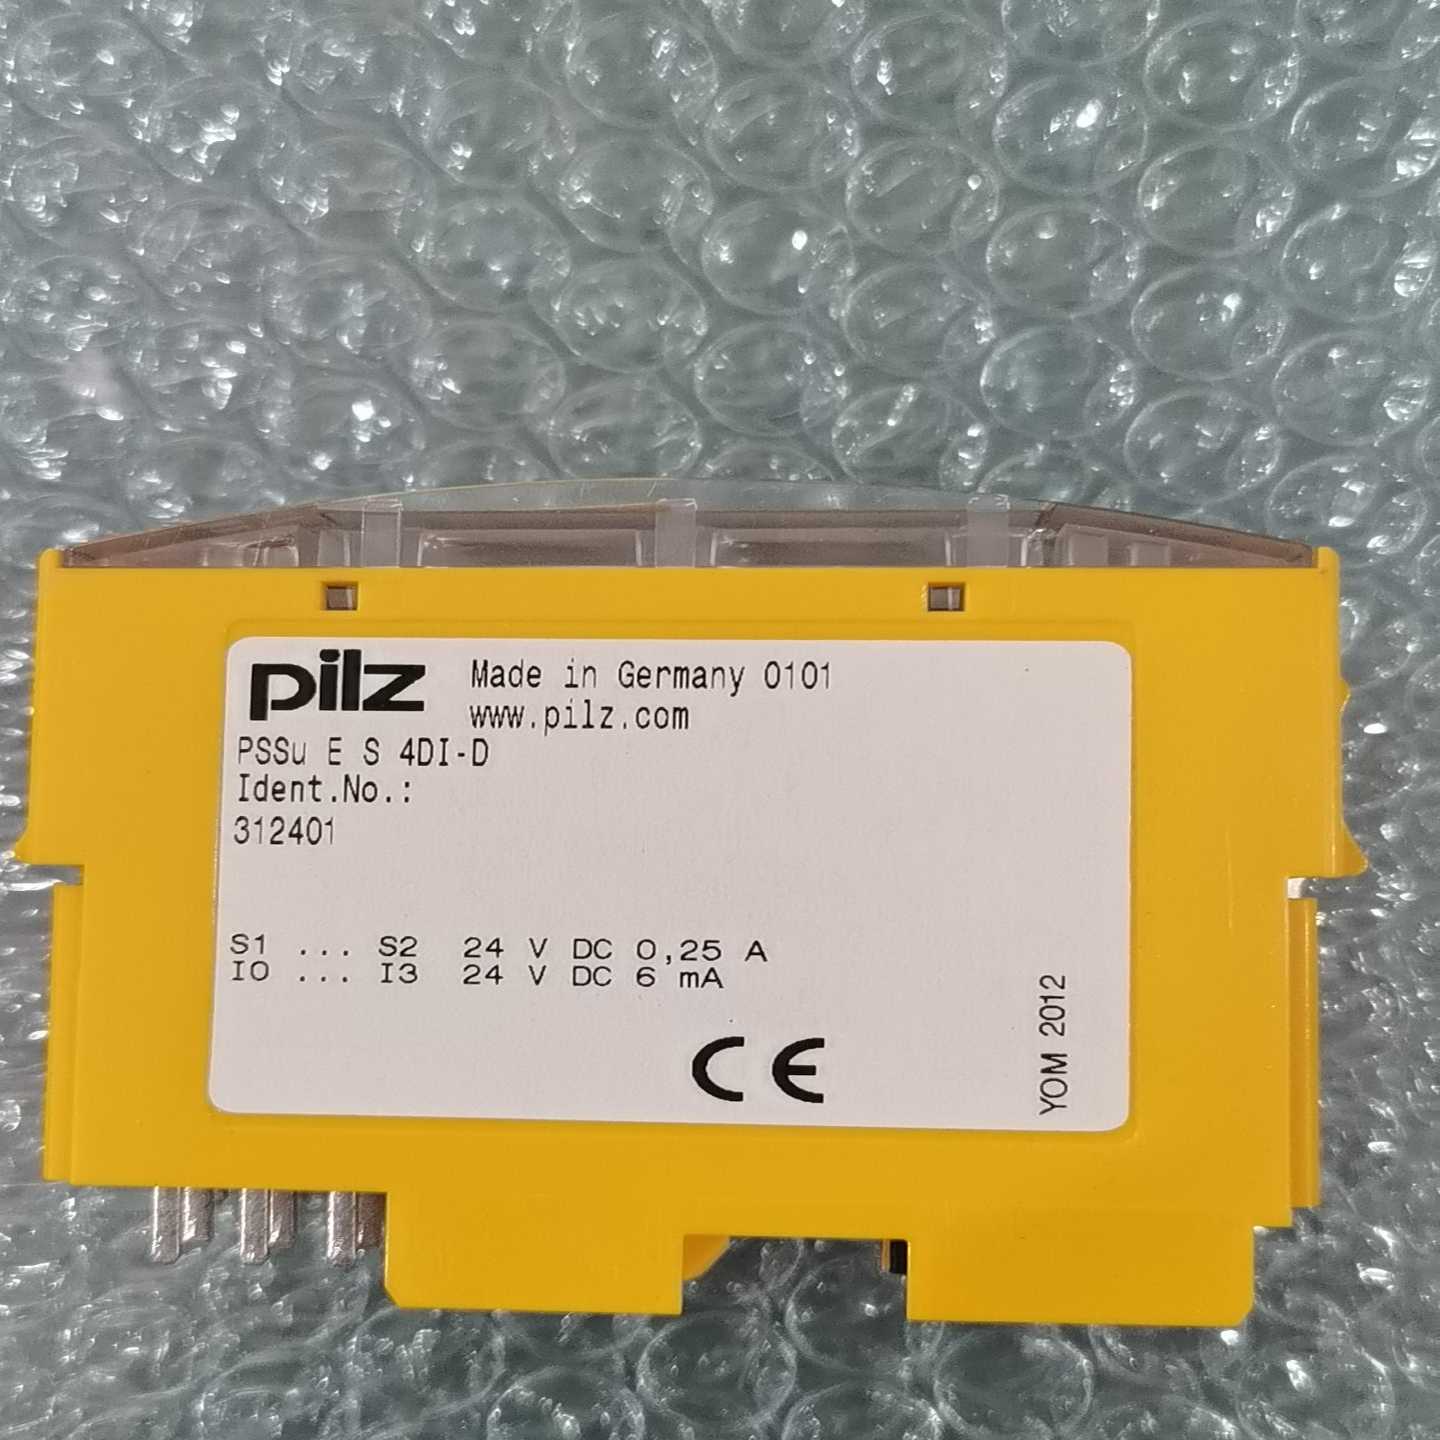 pilz
Made in Germany 0101
www.pilz.com
PSSu E S 4DI-D
Ident.No.:
312401
S1 ... S2 24 V DC 0,25 A
I0 ... I3 24 V DC 6 mA
CE
YOM 2012